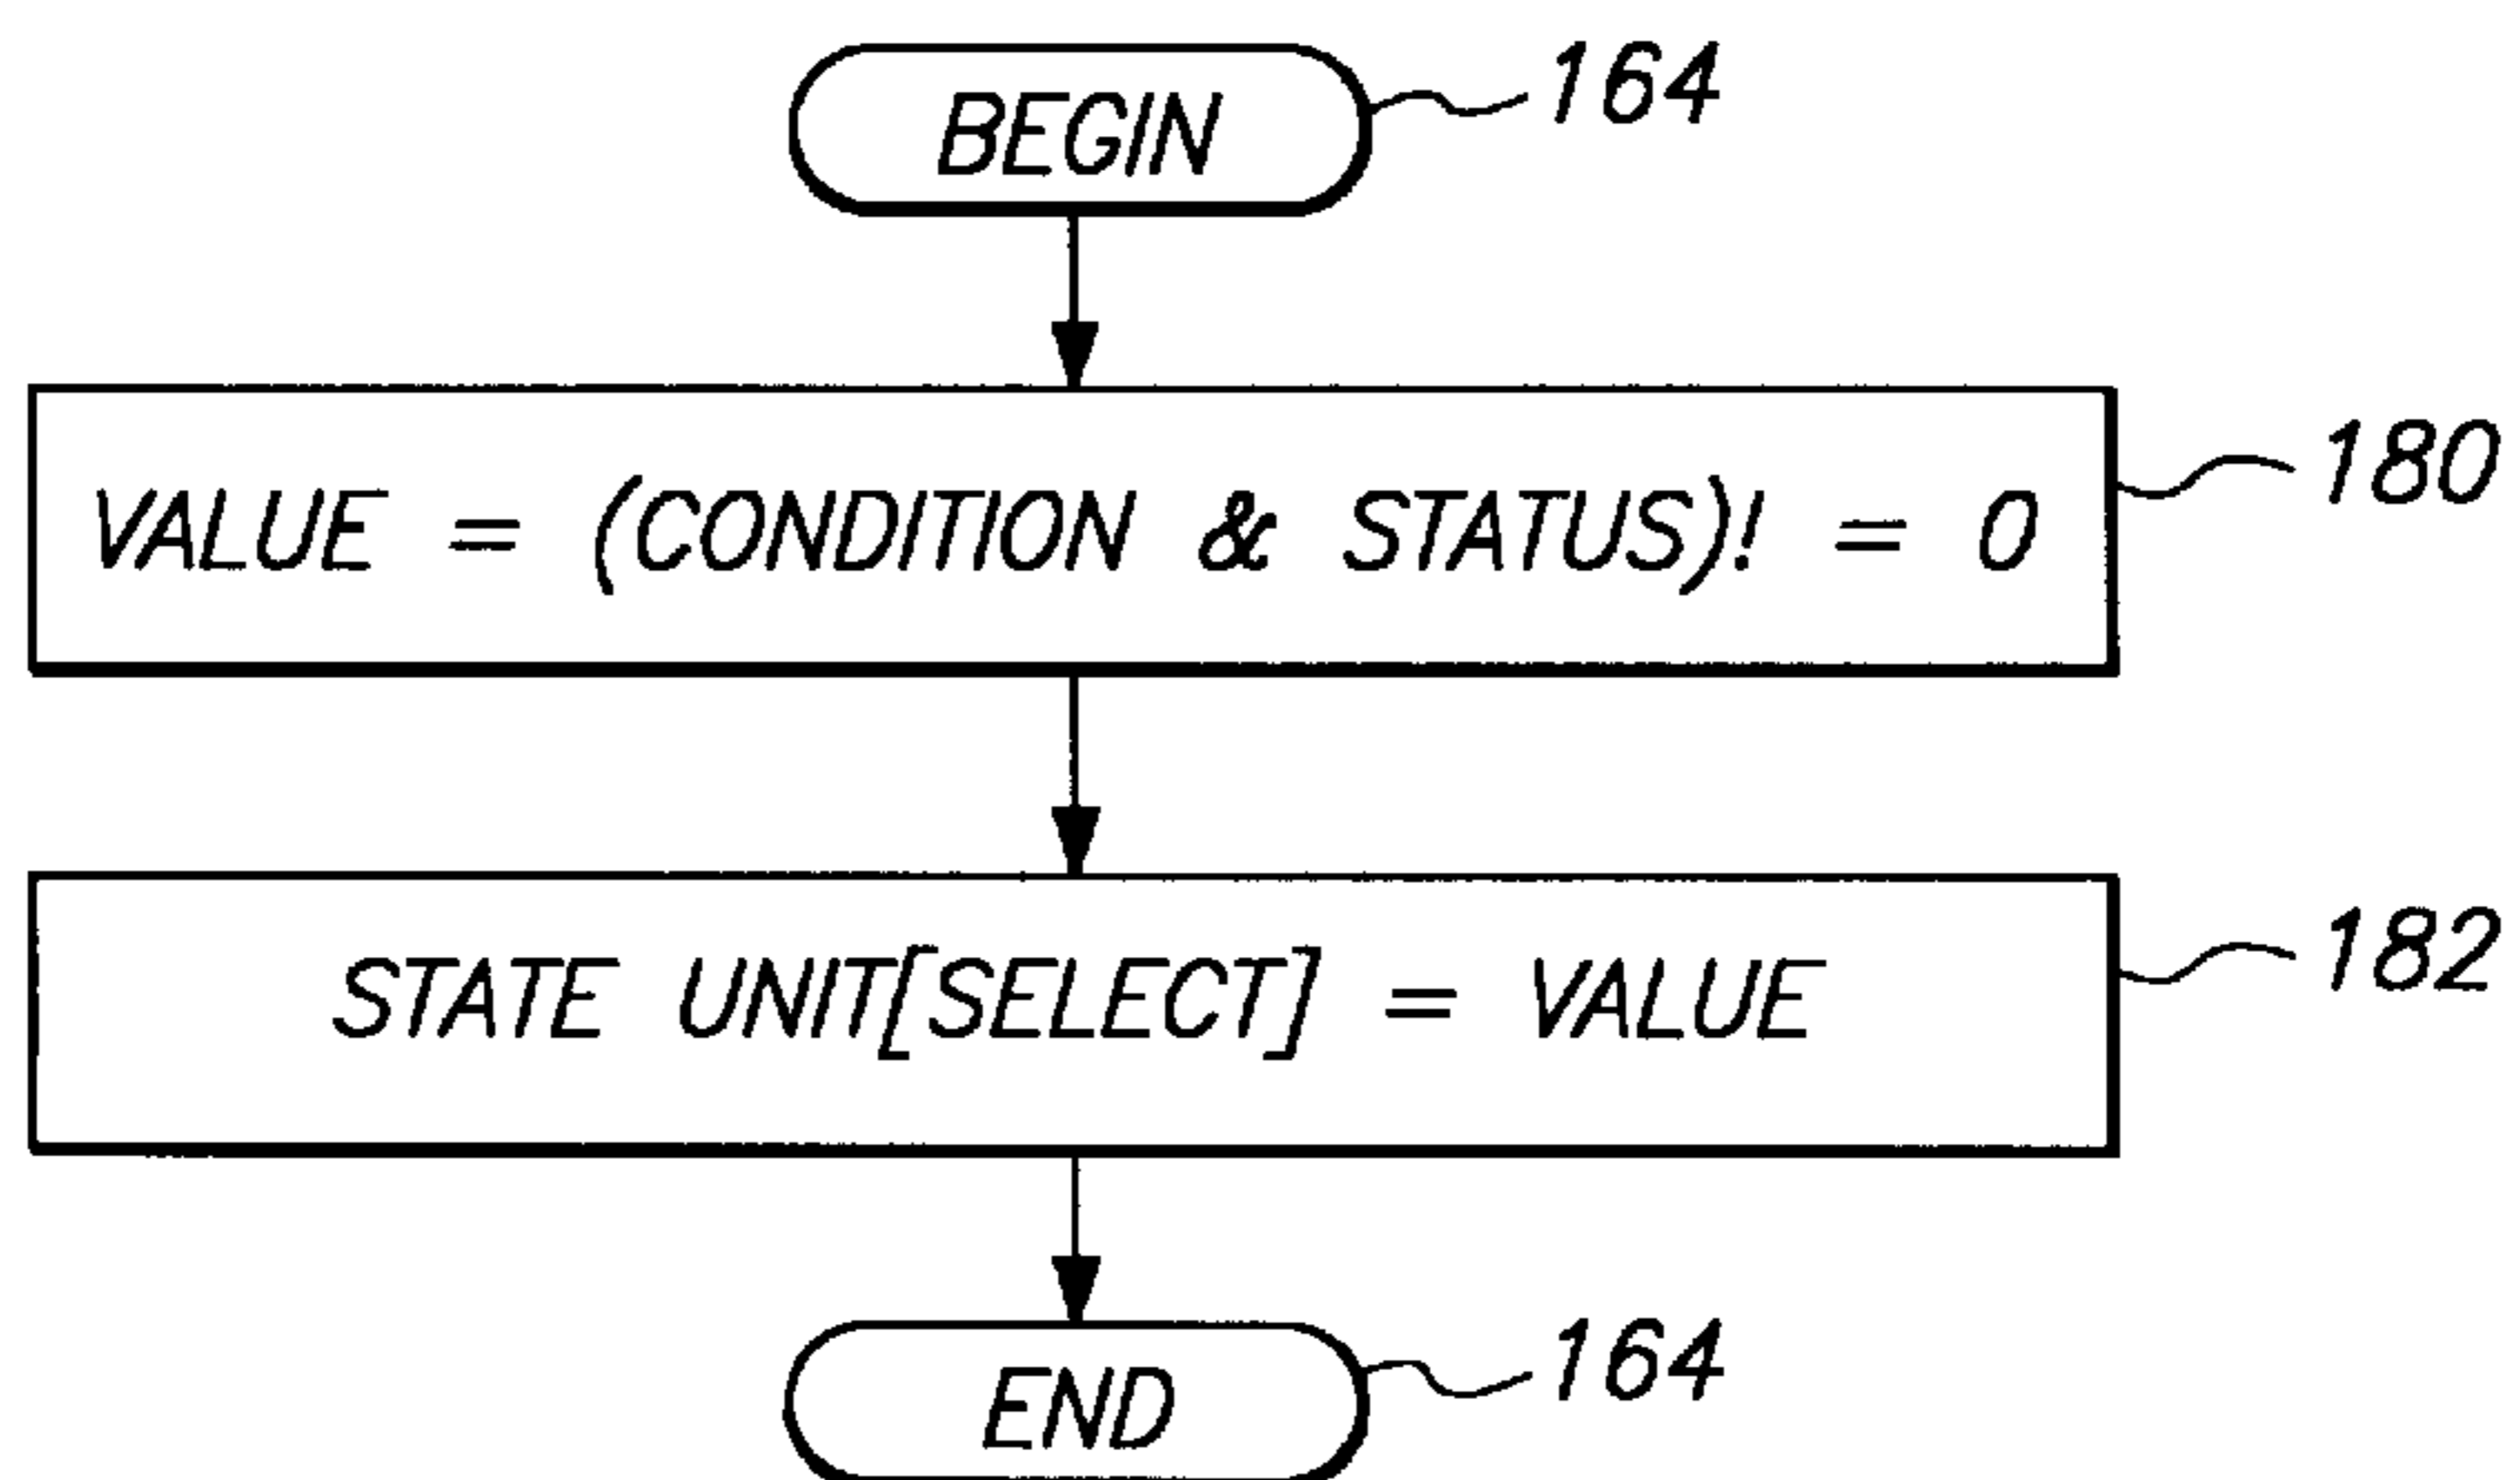 BEGIN 164
VALUE = (CONDITION & STATUS)! = 0 180
STATE UNIT[SELECT] = VALUE 182
END 164